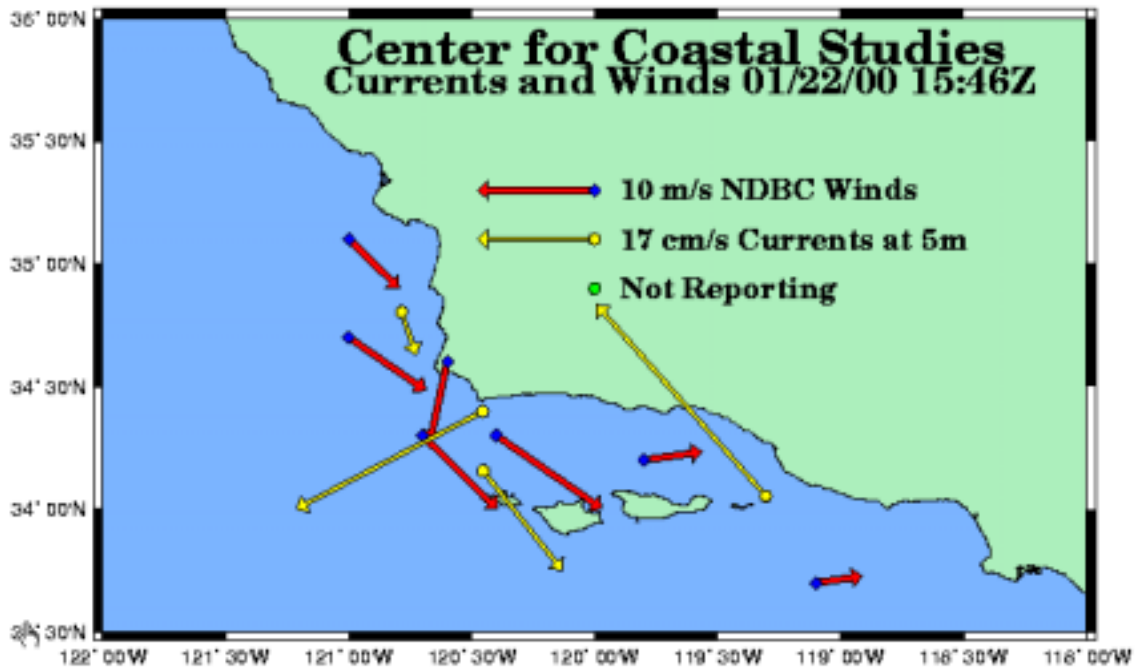 36° 00'N
Center for Coastal Studies
Currents and Winds 01/22/00 15:46Z
35° 30'N
10 m/s NDBC Winds
17 cm/s Currents at 5m
35° 00'N
Not Reporting
34° 30'N
34° 00'N
30'N
122° 00'W 121° 30'W 121° 00'W 120° 30'W 120° 00'W 119° 30'W 119° 00'W 118° 30'W 118° 00'W